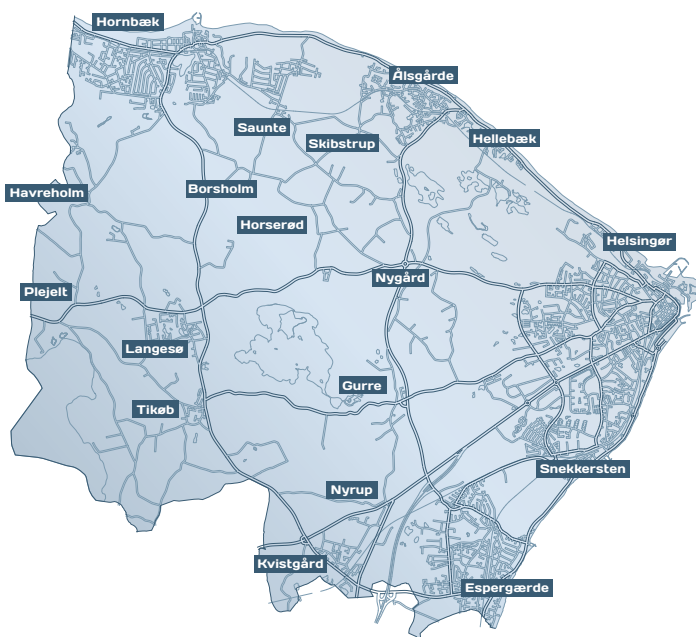 Hornbæk
Ålsgårde
Saunte
Skibstrup
Hellebæk
Havreholm
Borsholm
Horserød
Helsingør
Nygård
Plejelt
Langesø
Gurre
Tikøb
Snekkersten
Nyrup
Kvistgård
Espergærde